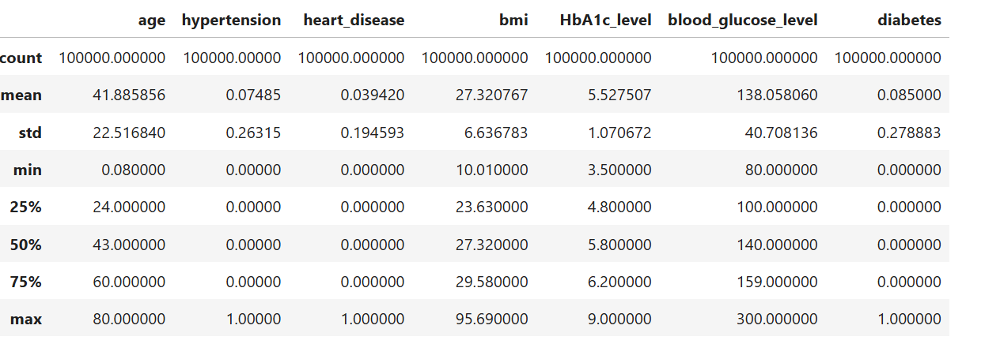 age hypertension heart_disease bmi HbA1c_level blood_glucose_level diabetes
count 100000.000000 100000.00000 100000.000000 100000.000000 100000.000000 100000.000000 100000.000000
mean 41.885856 0.07485 0.039420 27.320767 5.527507 138.058060 0.085000
std 22.516840 0.26315 0.194593 6.636783 1.070672 40.708136 0.278883
min 0.080000 0.00000 0.000000 10.010000 3.500000 80.000000 0.000000
25% 24.000000 0.00000 0.000000 23.630000 4.800000 100.000000 0.000000
50% 43.000000 0.00000 0.000000 27.320000 5.800000 140.000000 0.000000
75% 60.000000 0.00000 0.000000 29.580000 6.200000 159.000000 0.000000
max 80.000000 1.00000 1.000000 95.690000 9.000000 300.000000 1.000000